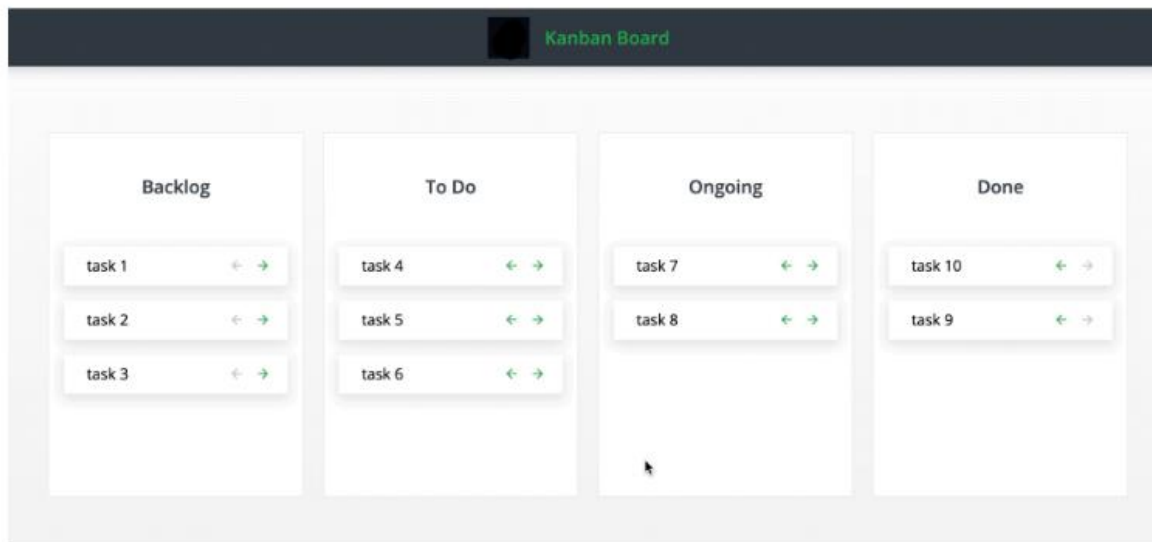 Kanban Board
Backlog
task 1
task 2
task 3
To Do
task 4
task 5
task 6
Ongoing
task 7
task 8
Done
task 10
task 9